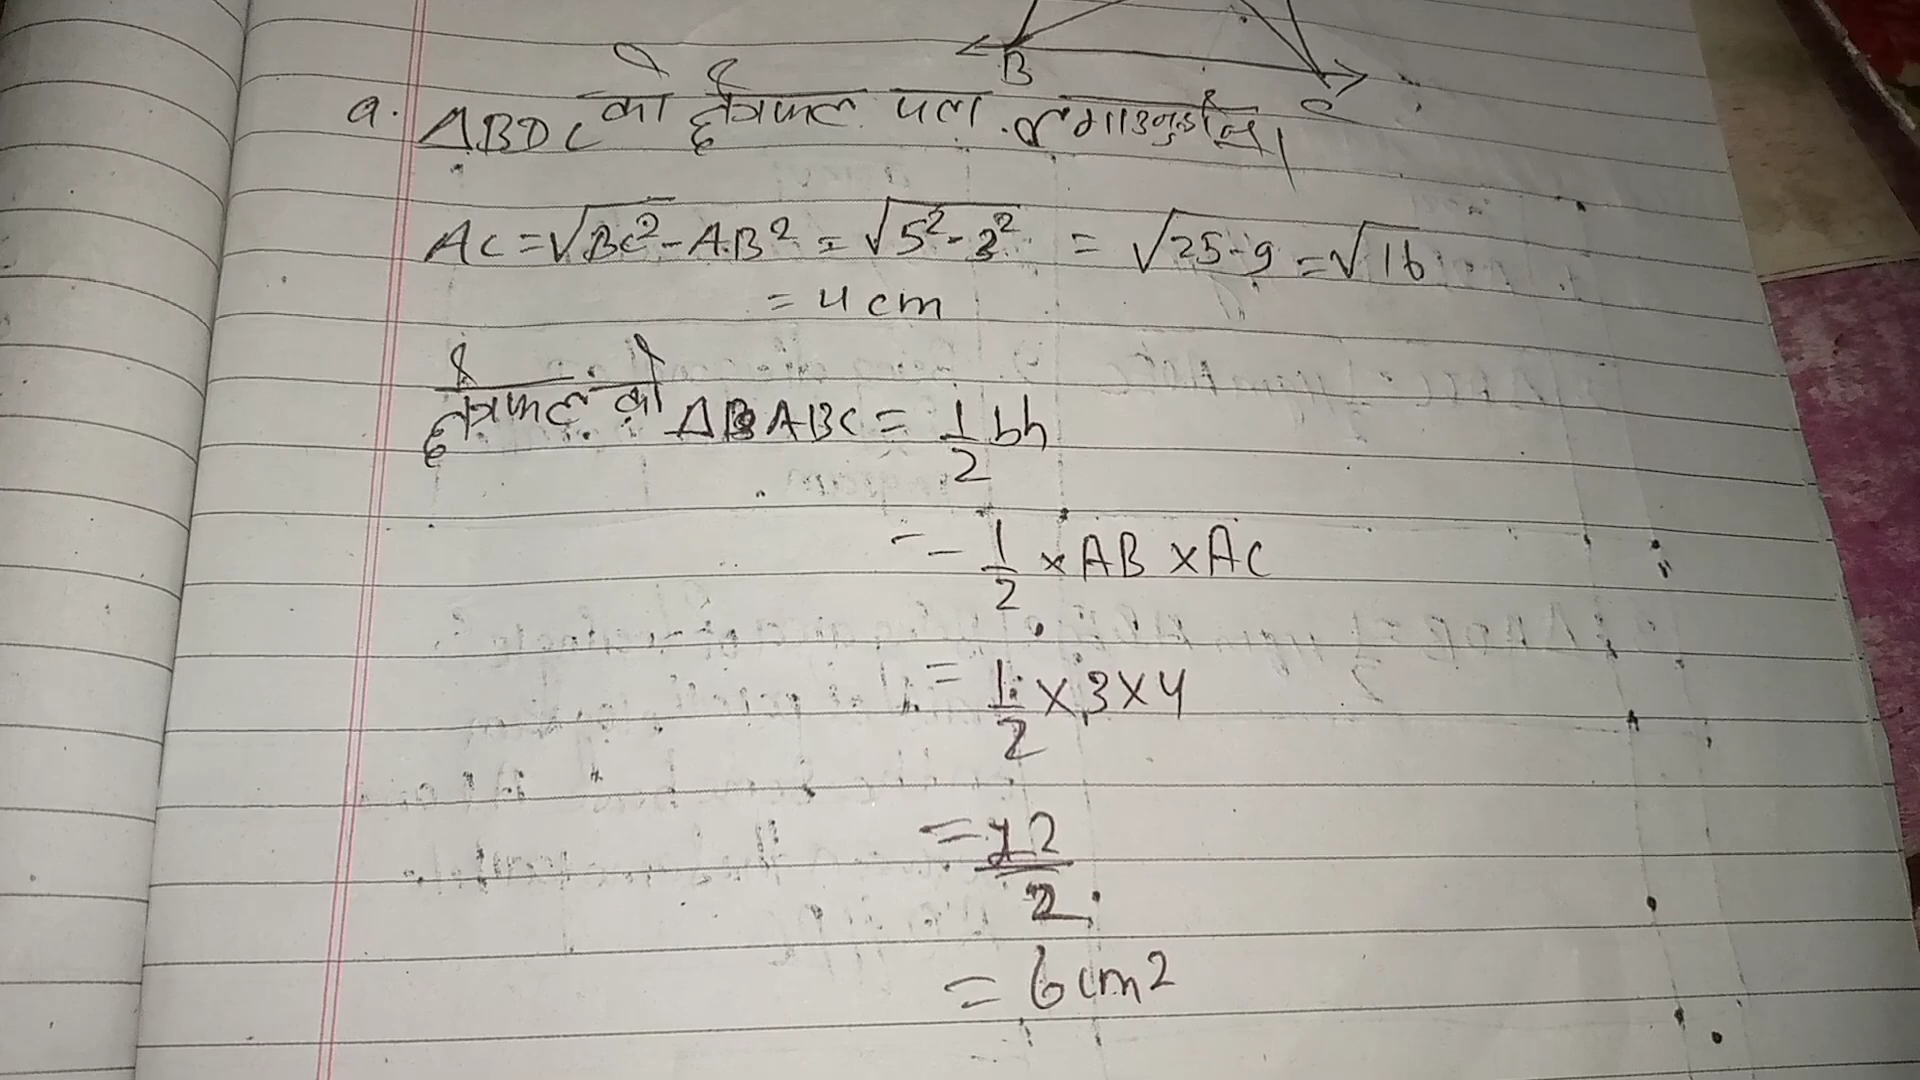 B
C
a. ΔBDC को क्षेत्रफल पत्ता लगाउनुहोस् ।
AC = √BC² - AB² = √5² - 3² = √25 - 9 = √16
= 4 cm
क्षेत्रफल को Δ ABC = 1/2 bh
= 1/2 × AB × AC
= 1/2 × 3 × 4
= 12/2
= 6 cm2